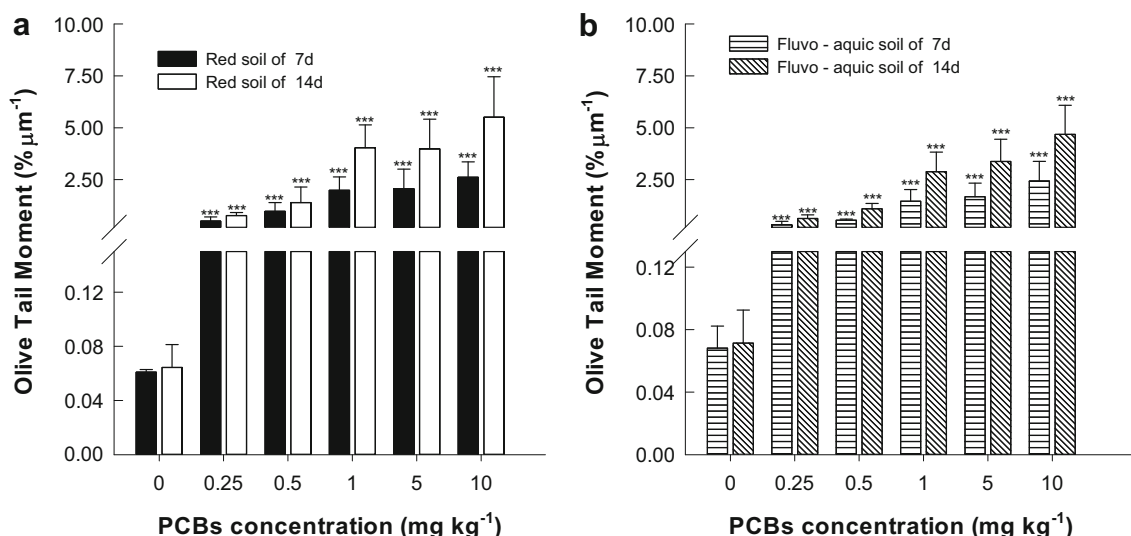 a
Olive Tail Moment (%μm⁻¹)
10.00
7.50
5.00
2.50
0.12
0.08
0.04
0.00
Red soil of 7d
Red soil of 14d
*** *** *** *** *** *** *** *** *** ***
0 0.25 0.5 1 5 10
PCBs concentration (mg kg⁻¹)
b
Olive Tail Moment (%μm⁻¹)
10.00
7.50
5.00
2.50
0.12
0.08
0.04
0.00
Fluvo - aquic soil of 7d
Fluvo - aquic soil of 14d
*** *** *** *** *** *** *** *** *** ***
0 0.25 0.5 1 5 10
PCBs concentration (mg kg⁻¹)